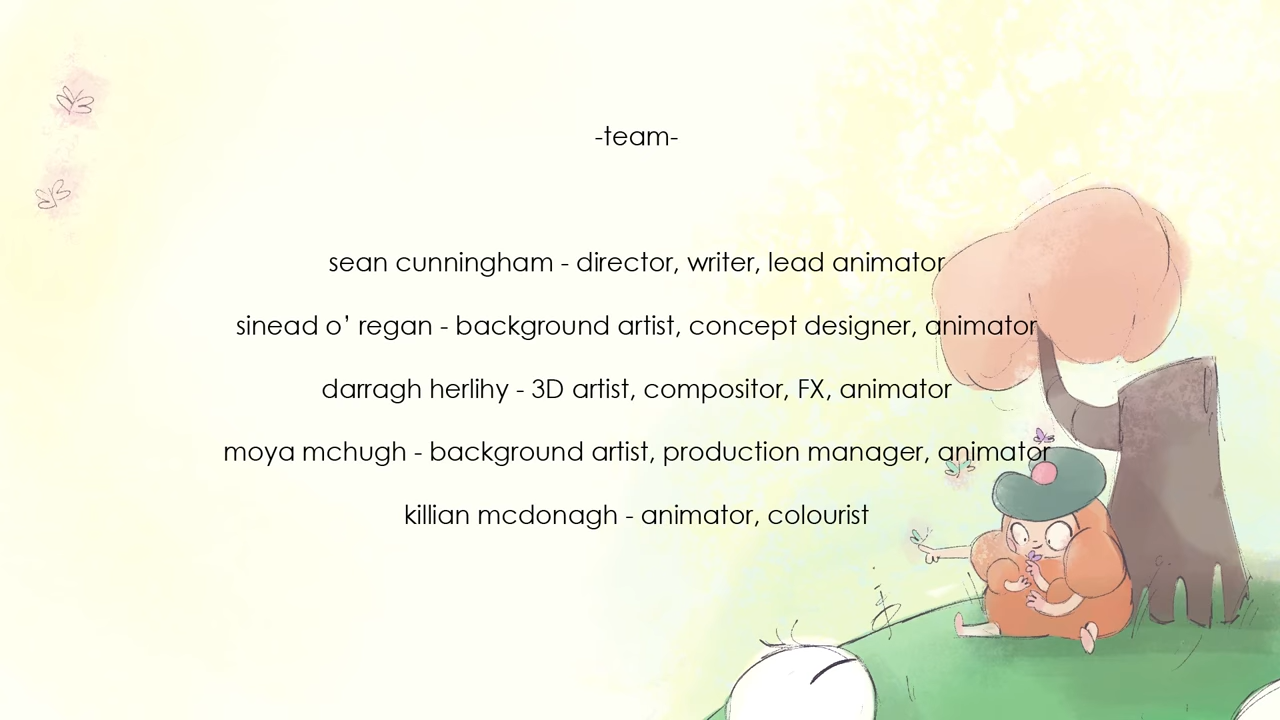 -team-
sean cunningham - director, writer, lead animator
sinead o’ regan - background artist, concept designer, animator
darragh herlihy - 3D artist, compositor, FX, animator
moya mchugh - background artist, production manager, animator
killian mcdonagh - animator, colourist